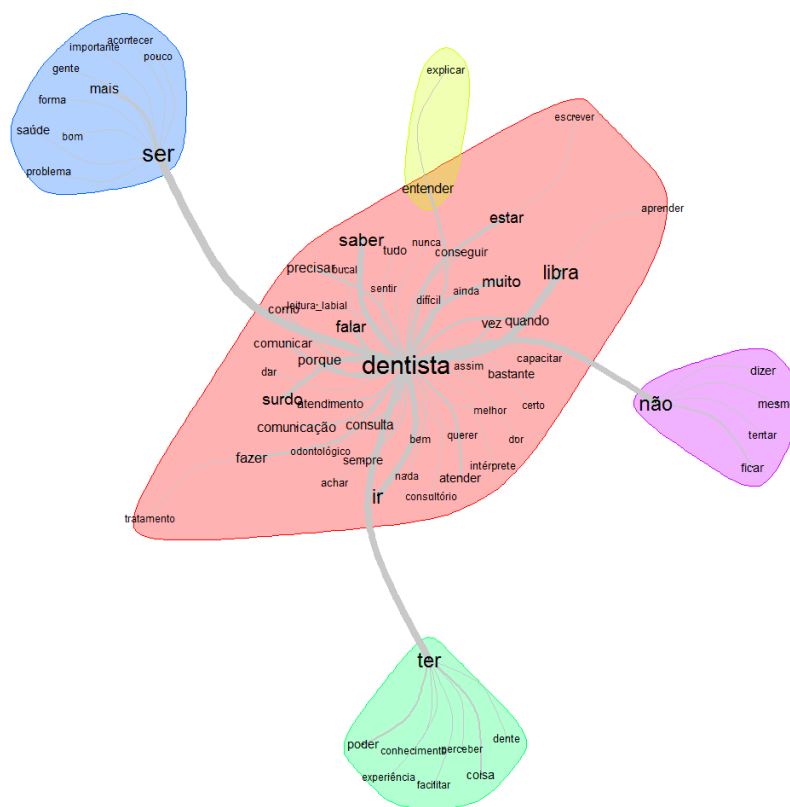 acontecer
importante
pouco
gente
mais
forma
saúde
bom
ser
problema
explicar
entender
escrever
aprender
estar
saber
nunca
tudo
conseguir
precisar
bucal
libra
sentir
muito
ainda
difícil
leitura_labial
como
falar
vez
quando
comunicar
porque
dentista
assim
capacitar
dar
bastante
surdo
atendimento
melhor
certo
comunicação
consulta
bem
querer
dor
fazer
odontológico
sempre
intérprete
achar
nada
atender
ir
consultório
tratamento
não
dizer
mesmo
tentar
ficar
ter
poder
conhecimento
perceber
dente
experiência
facilitar
coisa